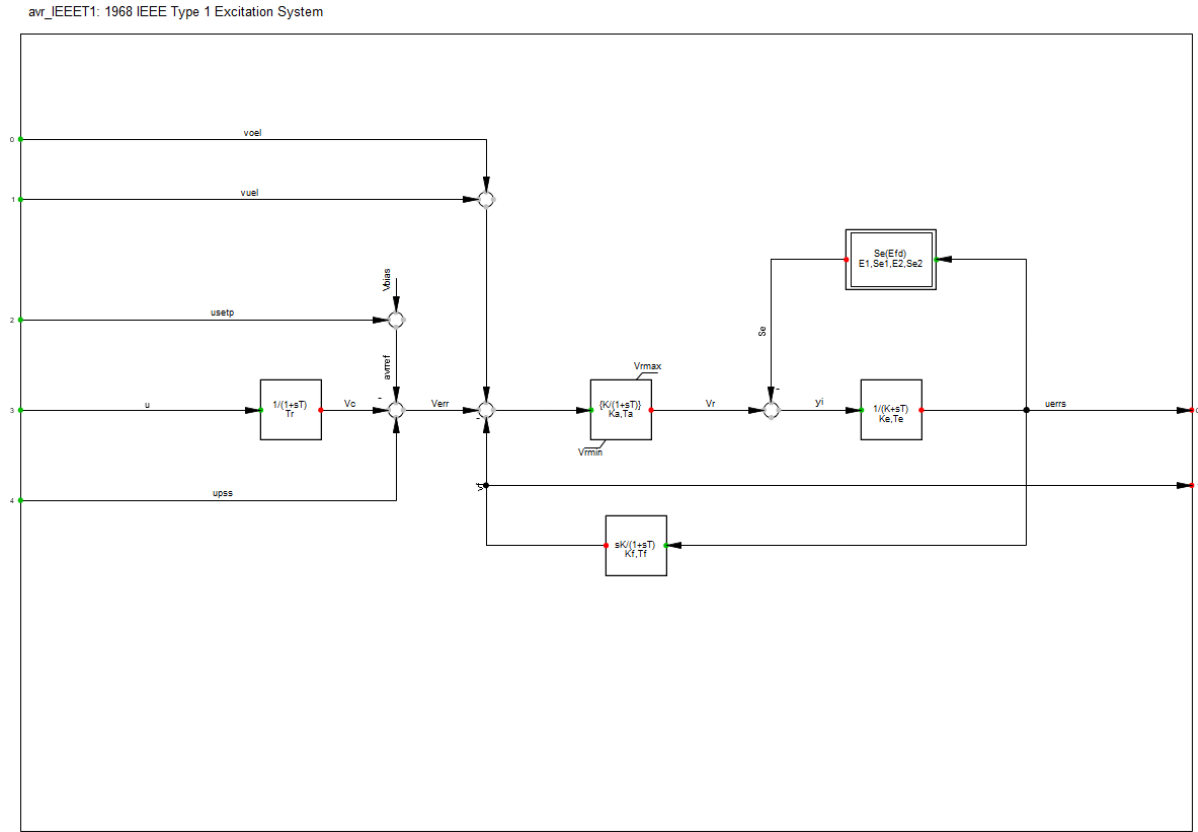 avr_IEEET1: 1968 IEEE Type 1 Excitation System
0
voel
1
vuel
Vbias
2
usetp
avrref
3
u
1/(1+sT)
Tr
Vc
-
Verr
-
{K/(1+sT)}
Ka,Ta
Vrmax
Vrmin
Vr
-
yi
1/(K+sT)
Ke,Te
uerrs
0
Se(Efd)
E1,Se1,E2,Se2
Se
4
upss
Vf
sK/(1+sT)
Kf,Tf